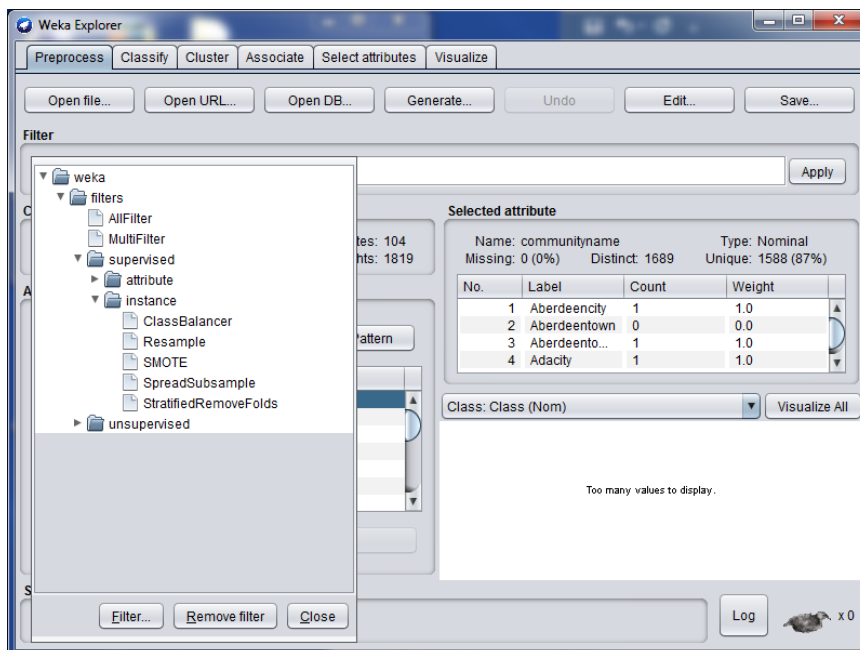 Weka Explorer
Preprocess Classify Cluster Associate Select attributes Visualize
Open file... Open URL... Open DB... Generate... Undo Edit... Save...
Filter
Apply
weka
filters
AllFilter
MultiFilter
supervised
attribute
instance
ClassBalancer
Resample
SMOTE
SpreadSubsample
StratifiedRemoveFolds
unsupervised
Filter... Remove filter Close
tes: 104
hts: 1819
attern
Selected attribute
Name: communityname Type: Nominal
Missing: 0 (0%) Distinct: 1689 Unique: 1588 (87%)
No. Label Count Weight
1 Aberdeencity 1 1.0
2 Aberdeentown 0 0.0
3 Aberdeento... 1 1.0
4 Adacity 1 1.0
Class: Class (Nom) Visualize All
Too many values to display.
Log x 0